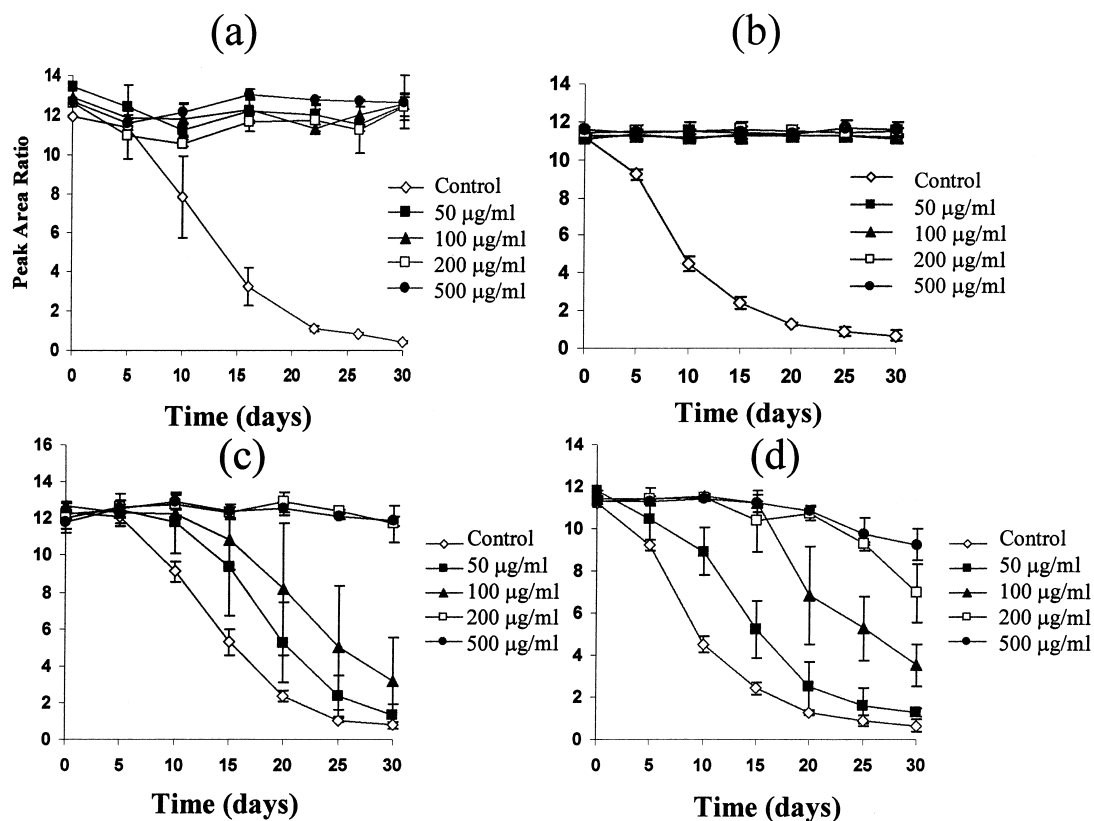 (a)
14
12
10
8
6
4
2
0
Peak Area Ratio
0 5 10 16 22 25 30
Time (days)
Control
50 µg/ml
100 µg/ml
200 µg/ml
500 µg/ml
(b)
14
12
10
8
6
4
2
0
0 5 10 15 20 25 30
Time (days)
Control
50 µg/ml
100 µg/ml
200 µg/ml
500 µg/ml
(c)
16
14
12
10
8
6
4
2
0
0 5 10 15 20 25 30
Time (days)
Control
50 µg/ml
100 µg/ml
200 µg/ml
500 µg/ml
(d)
14
12
10
8
6
4
2
0
0 5 10 15 20 25 30
Time (days)
Control
50 µg/ml
100 µg/ml
200 µg/ml
500 µg/ml